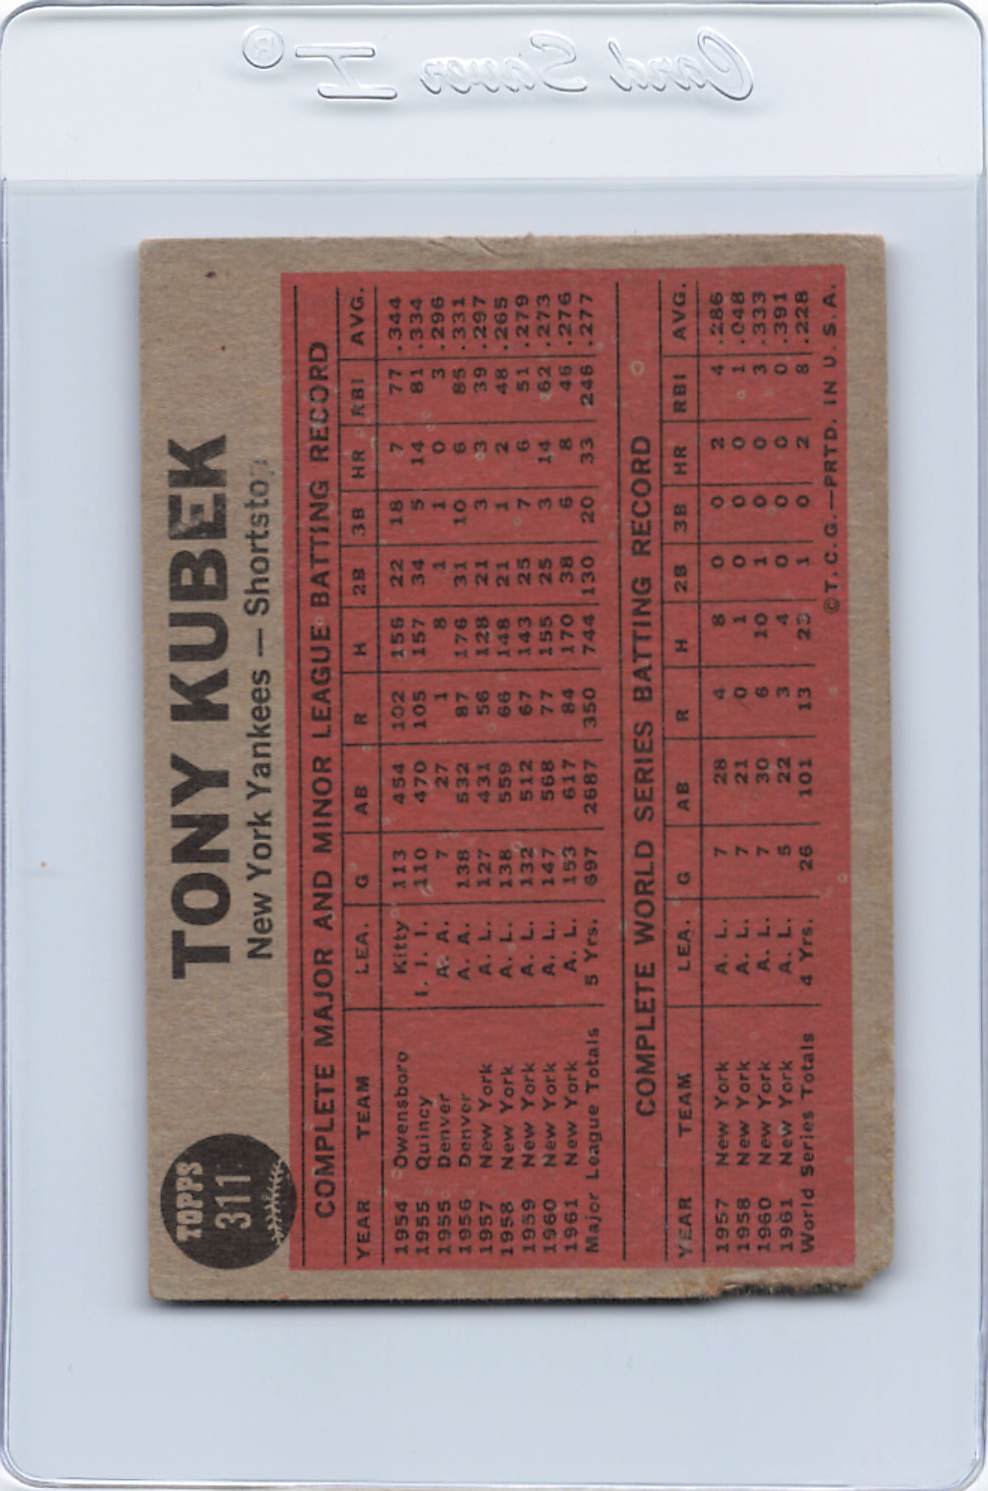 Card Saver I®
TOPPS
311
TONY KUBEK
New York Yankees — Shortstop
COMPLETE MAJOR AND MINOR LEAGUE BATTING RECORD
YEAR TEAM LEA. G AB R H 2B 3B HR RBI AVG.
1954 Owensboro Kitty 113 454 102 156 22 18 7 77 .344
1955 Quincy I. I. I. 110 470 105 157 34 5 14 81 .334
1955 Denver A. A. 7 27 1 8 1 1 0 3 .296
1956 Denver A. A. 138 532 87 176 31 10 6 85 .331
1957 New York A. L. 127 431 56 128 21 3 3 39 .297
1958 New York A. L. 138 559 66 148 21 1 2 48 .265
1959 New York A. L. 132 512 67 143 25 7 6 51 .279
1960 New York A. L. 147 568 77 155 25 3 14 62 .273
1961 New York A. L. 153 617 84 170 38 6 8 46 .276
Major League Totals 5 Yrs. 697 2687 350 744 130 20 33 246 .277
COMPLETE WORLD SERIES BATTING RECORD
YEAR TEAM LEA. G AB R H 2B 3B HR RBI AVG.
1957 New York A. L. 7 28 4 8 0 0 2 4 .286
1958 New York A. L. 7 21 0 1 0 0 0 1 .048
1960 New York A. L. 7 30 6 10 1 0 0 3 .333
1961 New York A. L. 5 22 3 4 0 0 0 0 .391
World Series Totals 4 Yrs. 26 101 13 23 1 0 2 8 .228
©T. C. G.—PRTD. IN U. S. A.